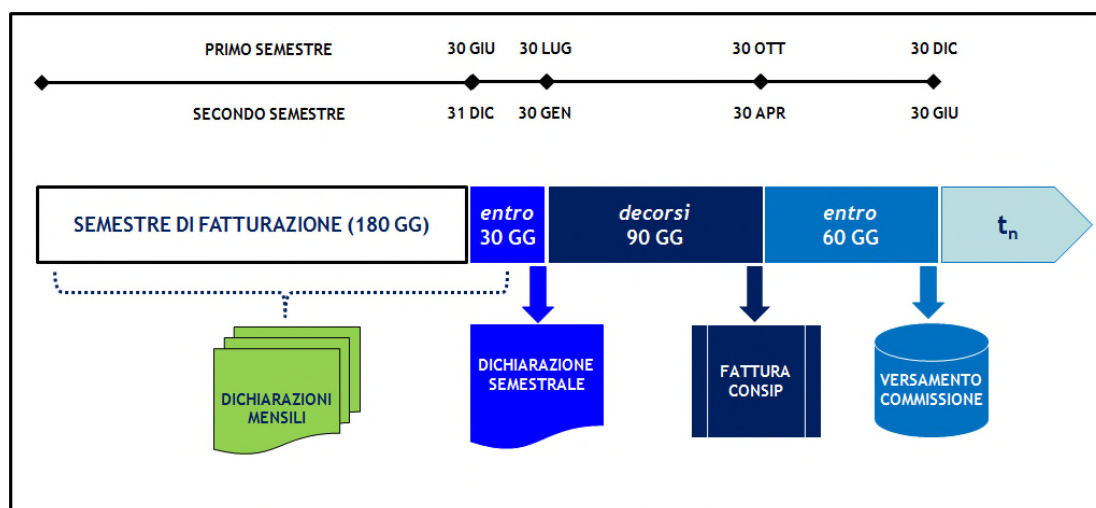 PRIMO SEMESTRE
30 GIU
30 LUG
30 OTT
30 DIC
SECONDO SEMESTRE
31 DIC
30 GEN
30 APR
30 GIU
SEMESTRE DI FATTURAZIONE (180 GG)
entro
30 GG
decorsi
90 GG
entro
60 GG
tn
DICHIARAZIONI
MENSILI
DICHIARAZIONE
SEMESTRALE
FATTURA
CONSIP
VERSAMENTO
COMMISSIONE